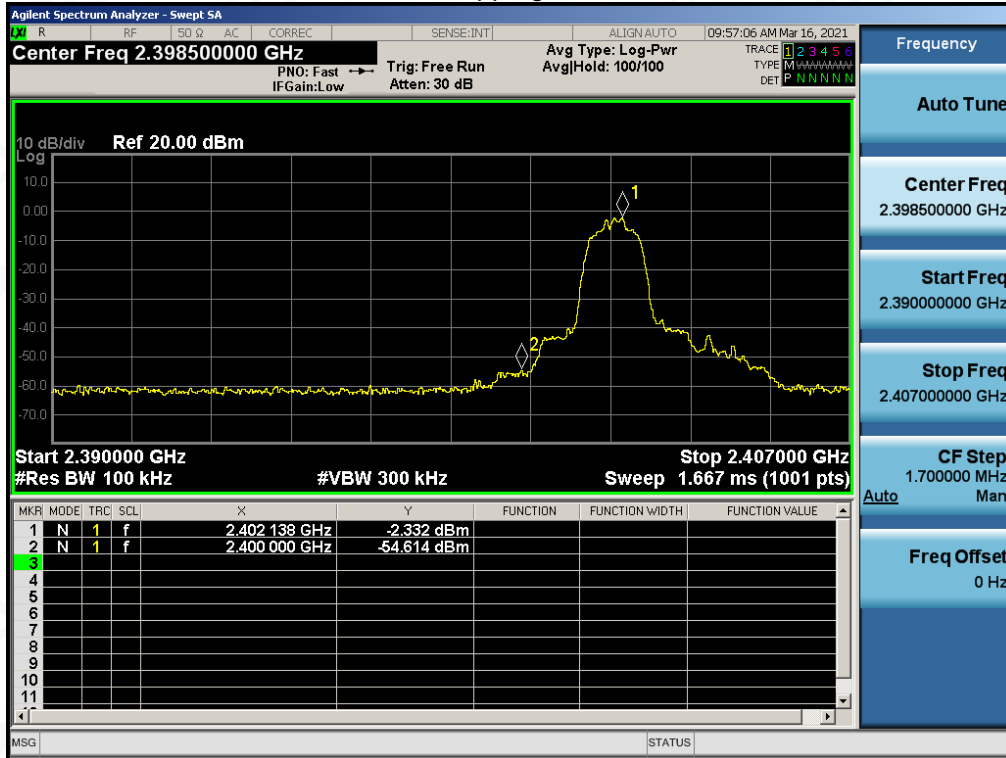 Agilent Spectrum Analyzer - Swept SA
LXI R RF 50 Ω AC CORREC SENSE:INT ALIGN AUTO 09:57:06 AM Mar 16, 2021
Center Freq 2.398500000 GHz
PNO: Fast
IFGain:Low
Trig: Free Run
Atten: 30 dB
Avg Type: Log-Pwr
Avg|Hold: 100/100
TRACE 1 2 3 4 5 6
TYPE M
DET P N N N N N
Frequency
Auto Tune
Center Freq
2.398500000 GHz
Start Freq
2.390000000 GHz
Stop Freq
2.407000000 GHz
CF Step
1.700000 MHz
Auto Man
Freq Offset
0 Hz
10 dB/div Ref 20.00 dBm
Log
10.0
0.00
-10.0
-20.0
-30.0
-40.0
-50.0
-60.0
-70.0
1
2
Start 2.390000 GHz Stop 2.407000 GHz
#Res BW 100 kHz #VBW 300 kHz Sweep 1.667 ms (1001 pts)
MKR MODE TRC SCL X Y FUNCTION FUNCTION WIDTH FUNCTION VALUE
1 N 1 f 2.402 138 GHz -2.332 dBm
2 N 1 f 2.400 000 GHz -54.614 dBm
3
4
5
6
7
8
9
10
11
MSG STATUS